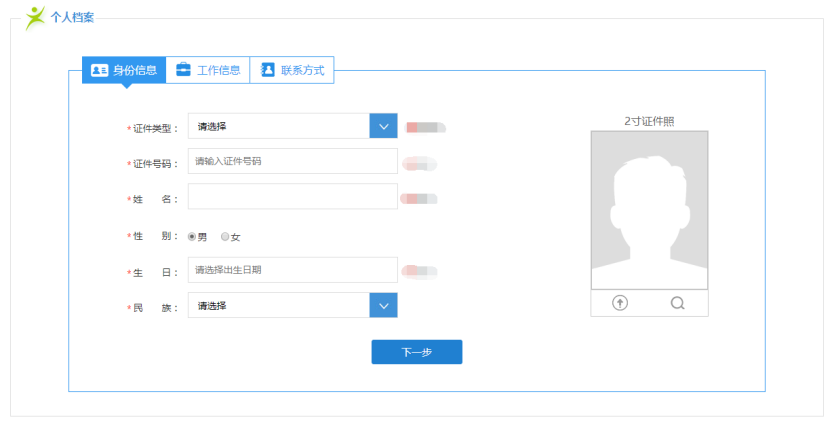 个人档案
身份信息 工作信息 联系方式
*证件类型： 请选择
2寸证件照
*证件号码： 请输入证件号码
*姓 名：
*性 别： 男 女
*生 日： 请选择出生日期
*民 族： 请选择
下一步